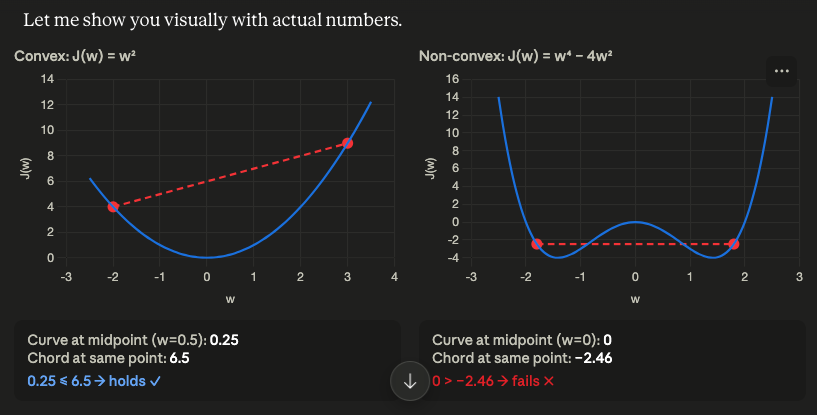 Let me show you visually with actual numbers.
Convex: J(w) = w²
14
12
10
8
6
4
2
0
J(w)
-3 -2 -1 0 1 2 3 4
w
Curve at midpoint (w=0.5): 0.25
Chord at same point: 6.5
0.25 ≤ 6.5 → holds ✓
Non-convex: J(w) = w⁴ − 4w²
16
14
12
10
8
6
4
2
0
-2
-4
J(w)
-3 -2 -1 0 1 2 3
w
Curve at midpoint (w=0): 0
Chord at same point: −2.46
0 > −2.46 → fails ✕